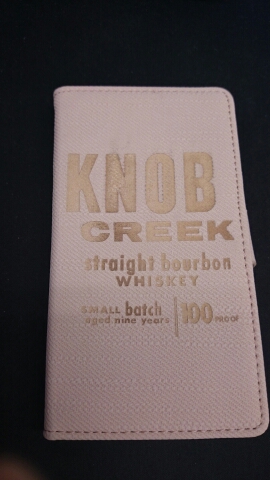 KNOB
CREEK
straight bourbon
WHISKEY
SMALL batch
aged nine years | 100 PROOF